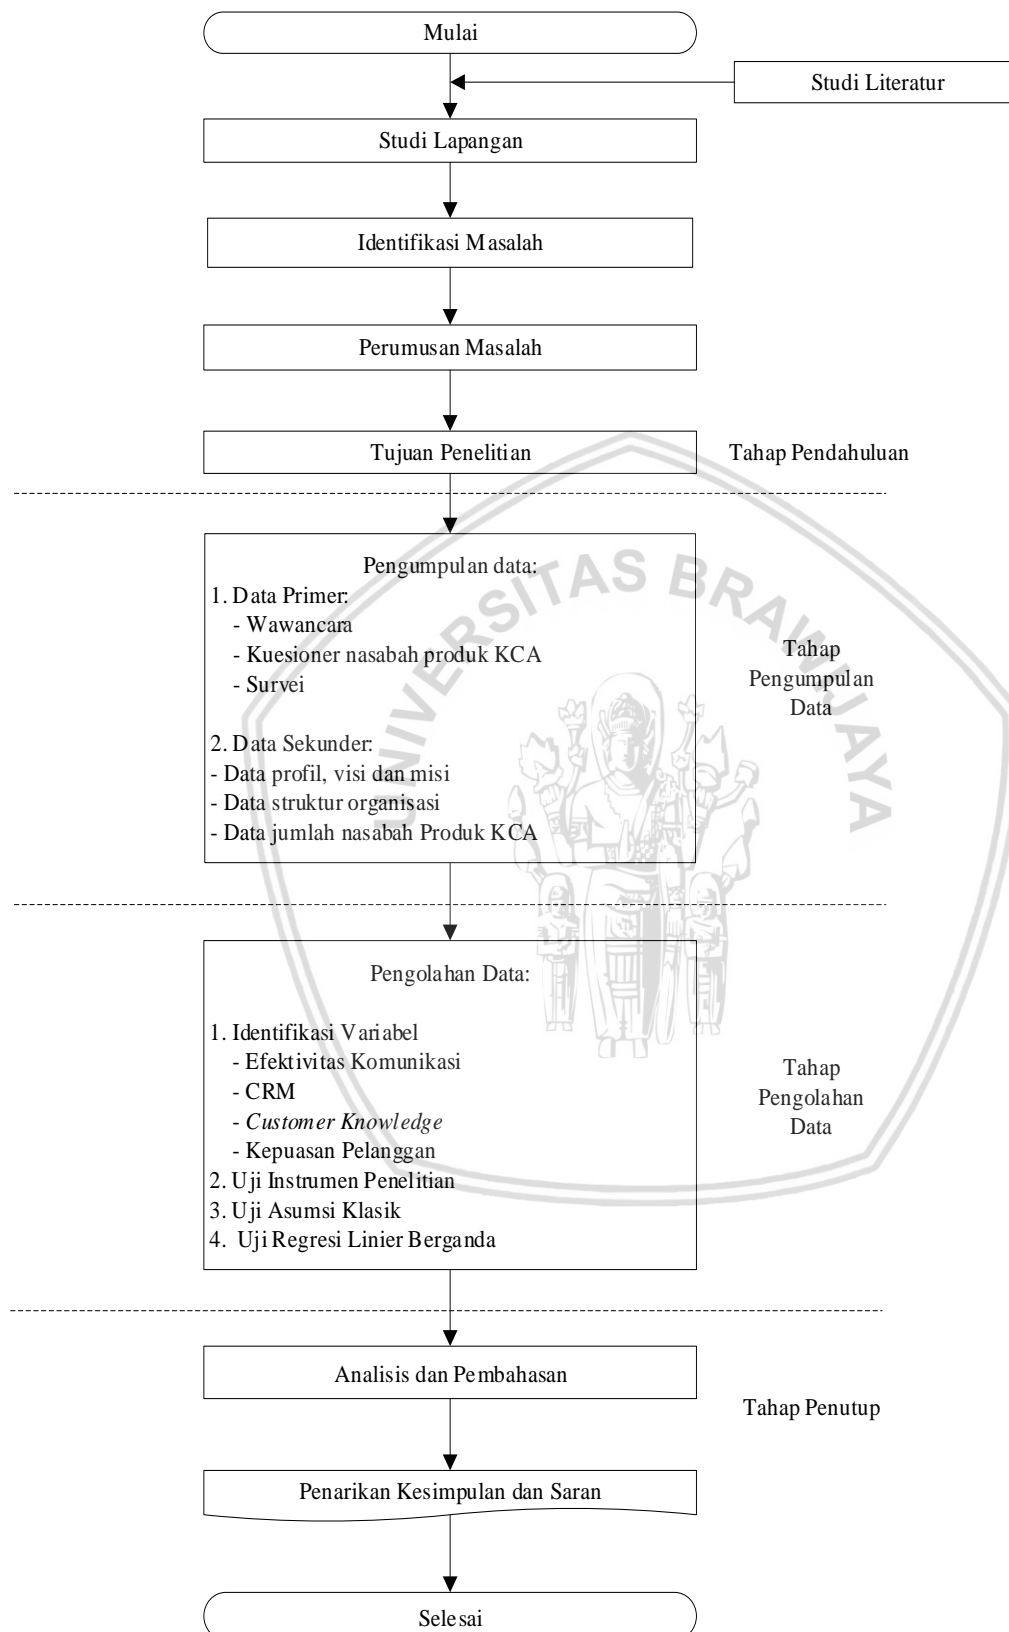 Mulai
Studi Literatur
Studi Lapangan
Identifikasi Masalah
Perumusan Masalah
Tujuan Penelitian
Tahap Pendahuluan
Pengumpulan data:
1. Data Primer:
- Wawancara
- Kuesioner nasabah produk KCA
- Survei
2. Data Sekunder:
- Data profil, visi dan misi
- Data struktur organisasi
- Data jumlah nasabah Produk KCA
Tahap
Pengumpulan
Data
UNIVERSITAS BRAWIJAYA
Pengolahan Data:
1. Identifikasi Variabel
- Efektivitas Komunikasi
- CRM
- Customer Knowledge
- Kepuasan Pelanggan
2. Uji Instrumen Penelitian
3. Uji Asumsi Klasik
4. Uji Regresi Linier Berganda
Tahap
Pengolahan
Data
Analisis dan Pembahasan
Tahap Penutup
Penarikan Kesimpulan dan Saran
Selesai